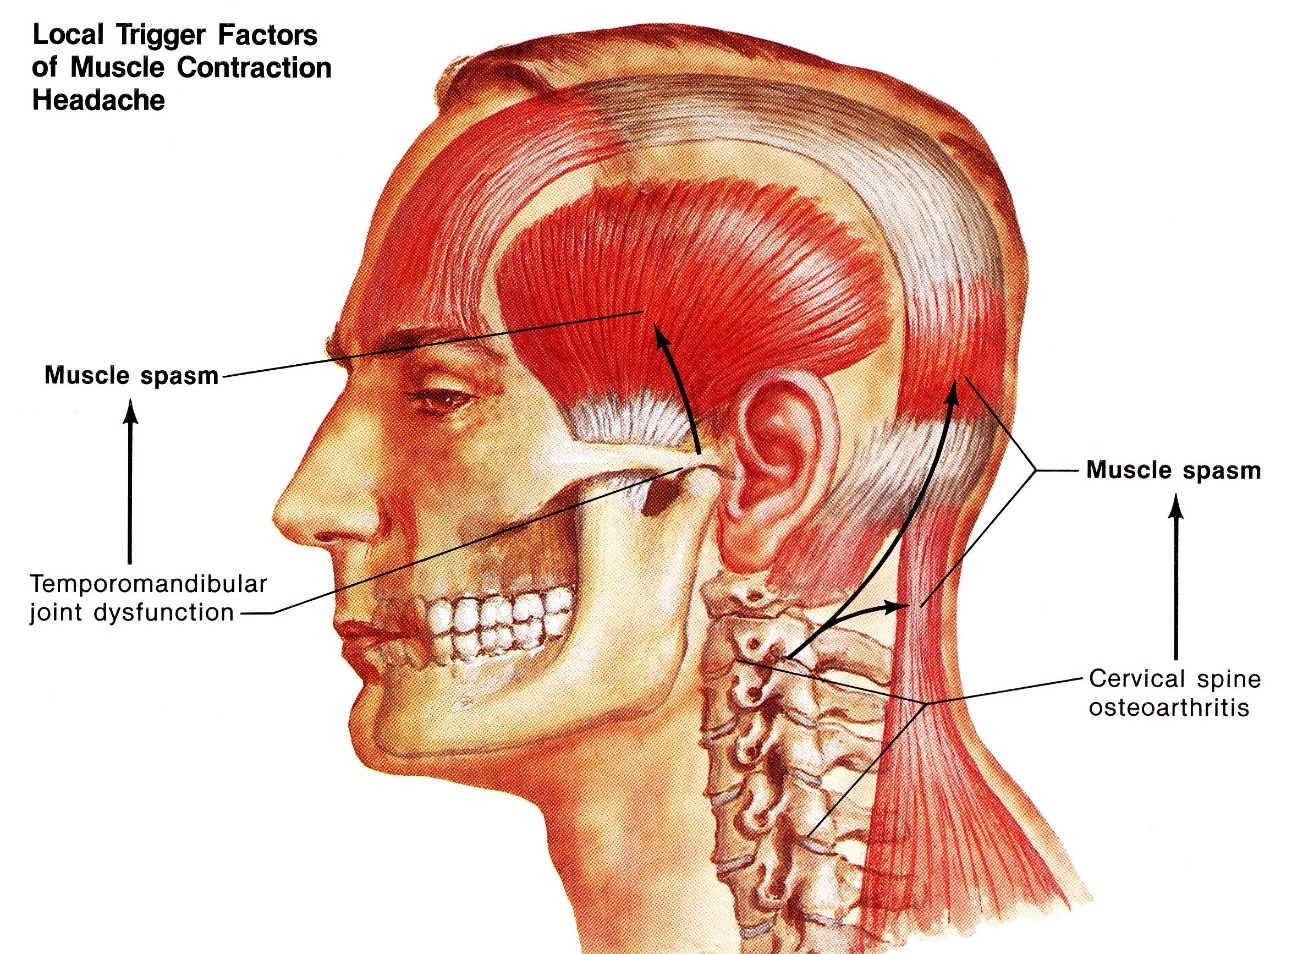 Local Trigger Factors
of Muscle Contraction
Headache
Muscle spasm
Temporomandibular
joint dysfunction
Muscle spasm
Cervical spine
osteoarthritis